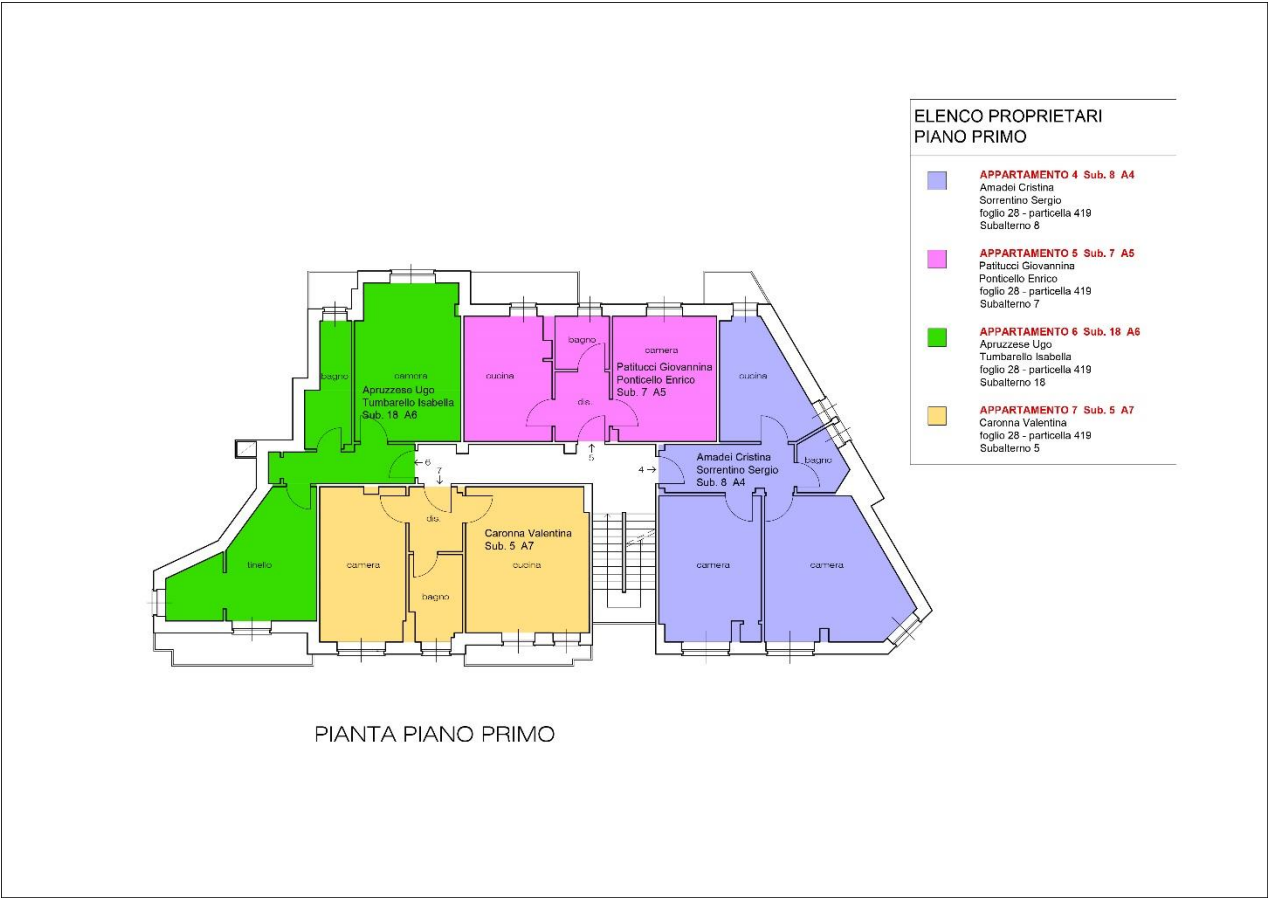 ELENCO PROPRIETARI
PIANO PRIMO
APPARTAMENTO 4 Sub. 8 A4
Amadei Cristina
Sorrentino Sergio
foglio 28 - particella 419
Subalterno 8
APPARTAMENTO 5 Sub. 7 A5
Patitucci Giovannina
Ponticello Enrico
foglio 28 - particella 419
Subalterno 7
APPARTAMENTO 6 Sub. 18 A6
Apruzzese Ugo
Tumbarello Isabella
foglio 28 - particella 419
Subalterno 18
APPARTAMENTO 7 Sub. 5 A7
Caronna Valentina
foglio 28 - particella 419
Subalterno 5
bagno
camera
Apruzzese Ugo
Tumbarello Isabella
Sub. 18 A6
cucina
bagno
dis.
camera
Patitucci Giovannina
Ponticello Enrico
Sub. 7 A5
cucina
bagno
Amadei Cristina
Sorrentino Sergio
Sub. 8 A4
6
7
5
4
tinello
camera
dis.
bagno
Caronna Valentina
Sub. 5 A7
cucina
camera
camera
PIANTA PIANO PRIMO